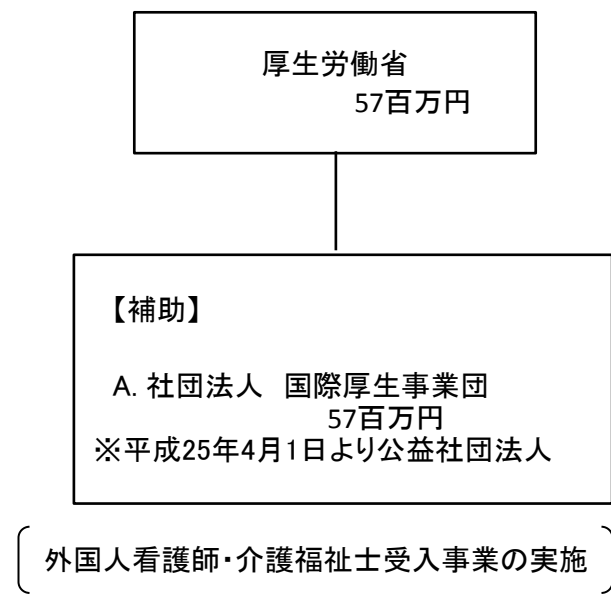 厚生労働省
57百万円
【補助】
A. 社団法人　国際厚生事業団
57百万円
※平成25年4月1日より公益社団法人
外国人看護師・介護福祉士受入事業の実施